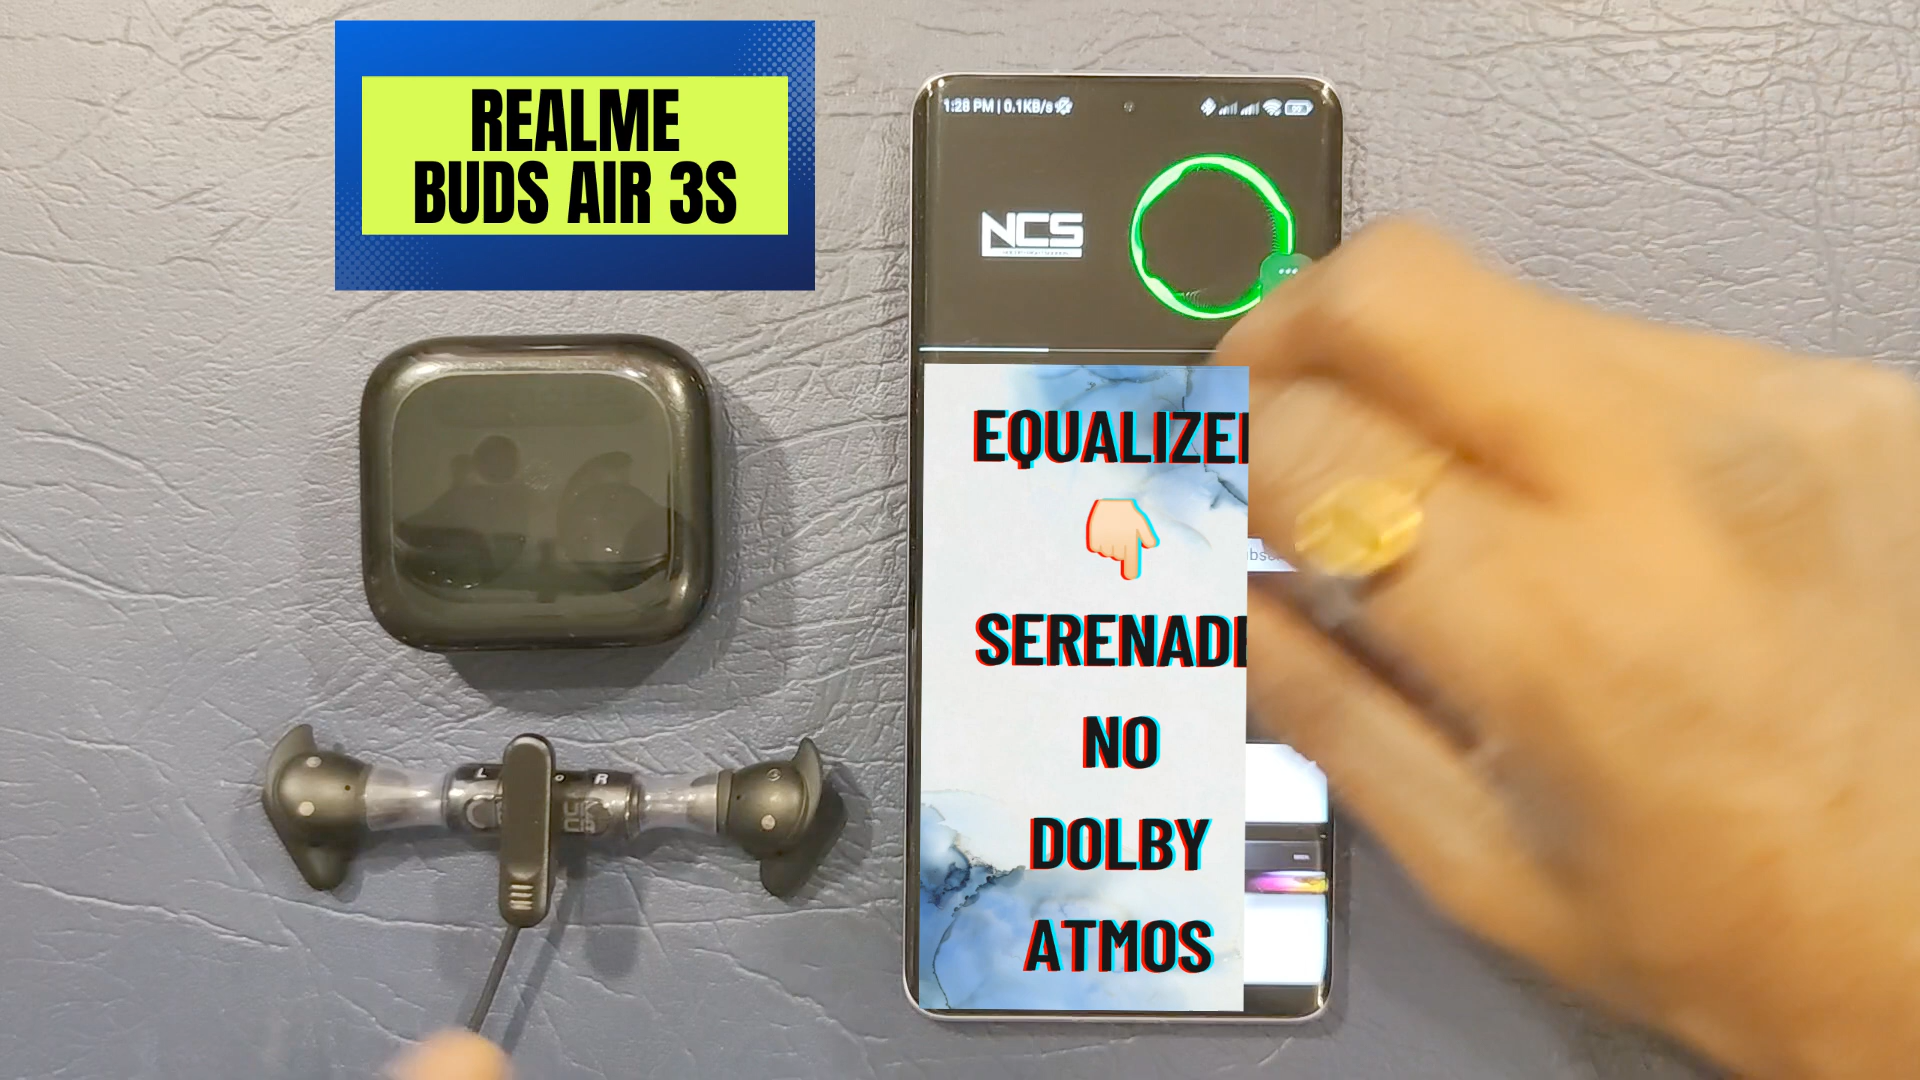 REALME
BUDS AIR 3S
1:28 PM | 0.1KB/s
NCS
EQUALIZE
SERENAD
NO
DOLBY
ATMOS
L
R